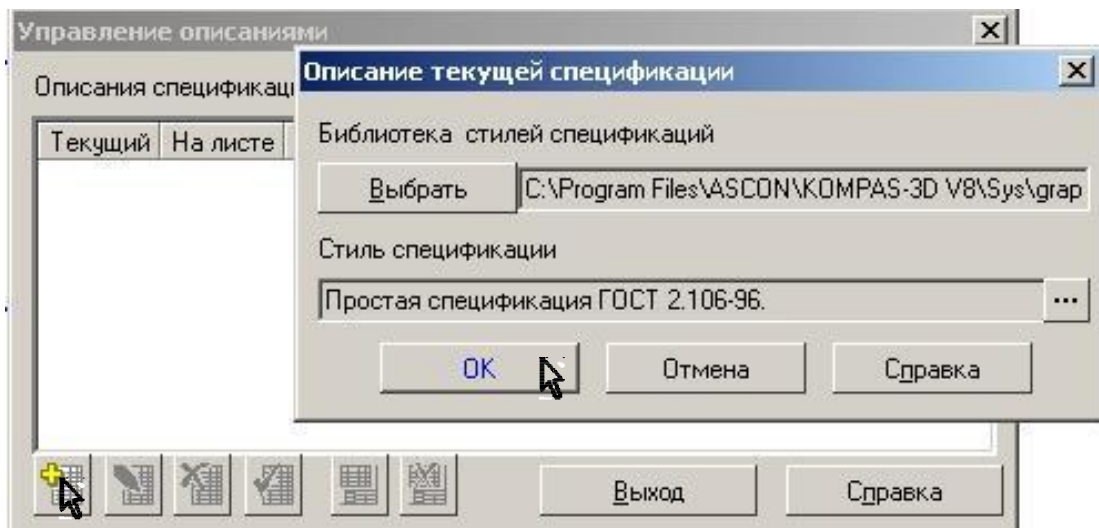 Управление описаниями
Описание текущей спецификации
Описания спецификаци
Текущий На листе
Библиотека стилей спецификаций
Выбрать C:\Program Files\ASCON\KOMPAS-3D V8\Sys\grap
Стиль спецификации
Простая спецификация ГОСТ 2.106-96. ...
OK Отмена Справка
Выход Справка